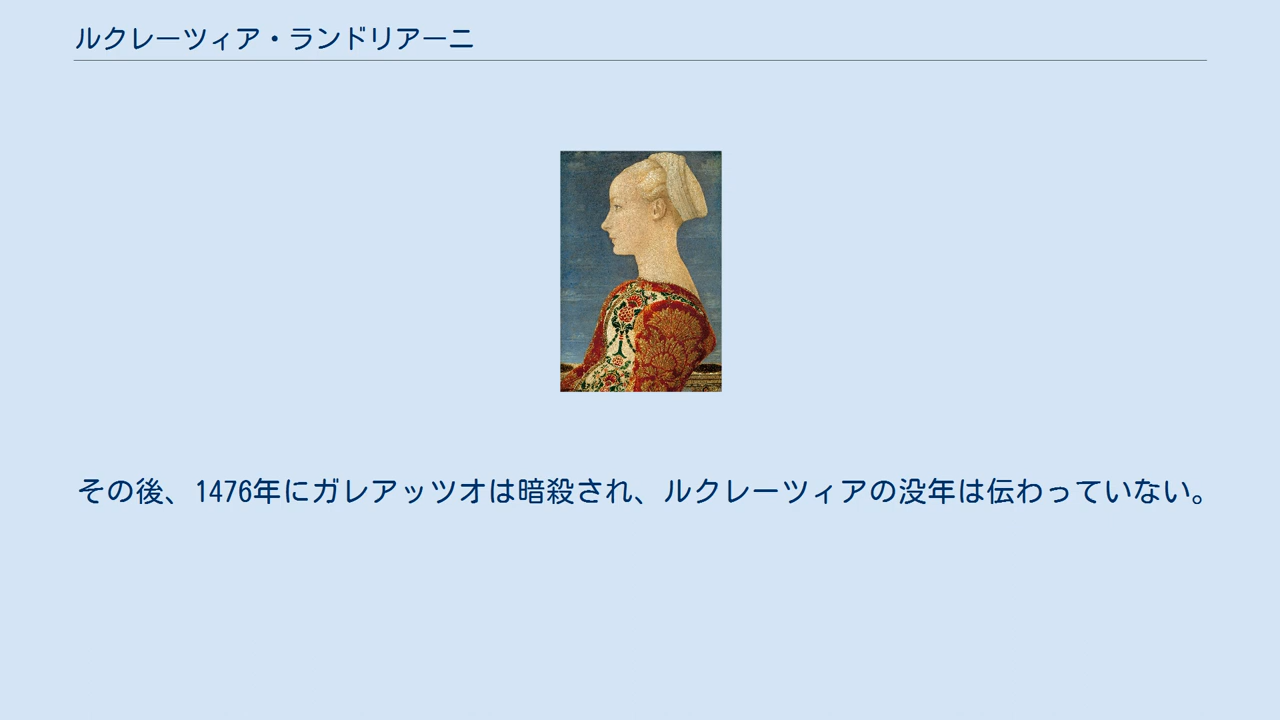 ルクレーツィア・ランドリアーニ
その後、1476年にガレアッツオは暗殺され、ルクレーツィアの没年は伝わっていない。